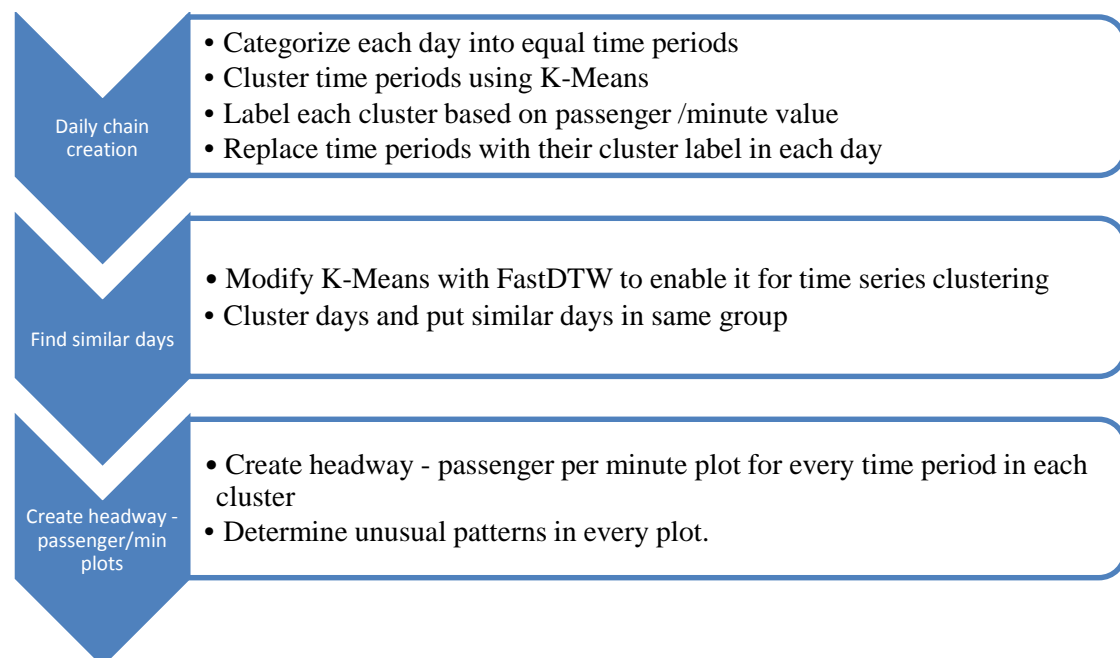 Daily chain
creation
• Categorize each day into equal time periods
• Cluster time periods using K-Means
• Label each cluster based on passenger /minute value
• Replace time periods with their cluster label in each day
Find similar days
• Modify K-Means with FastDTW to enable it for time series clustering
• Cluster days and put similar days in same group
Create headway -
passenger/min
plots
• Create headway - passenger per minute plot for every time period in each
cluster
• Determine unusual patterns in every plot.